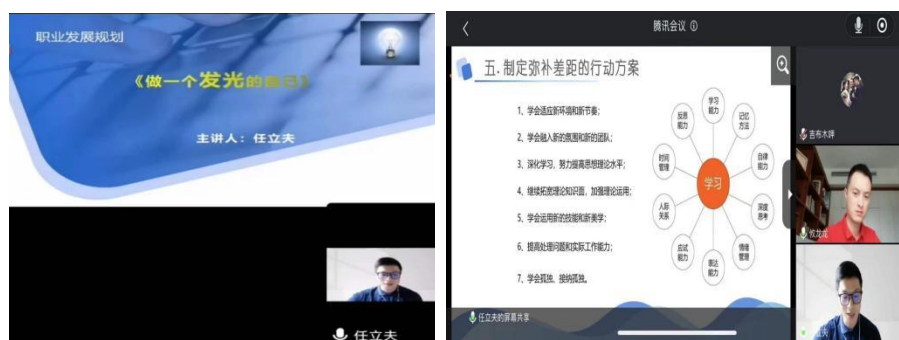 职业发展规划
《做一个发光的自己》
主讲人：任立夫
任立夫
腾讯会议
五. 制定弥补差距的行动方案
1、学会适应新环境和新节奏；
2、学会融入新的氛围和新的团队；
3、深化学习，努力提高思想理论水平；
4、继续拓宽理论知识面，加强理论运用；
5、学会运用新的技能和新美学；
6、提高处理问题和实际工作能力；
7、学会孤独、接纳孤独。
学习
学习能力
记忆方法
自律能力
深度思考
情绪管理
表达能力
应试能力
人际关系
时间管理
反思能力
吉布木呷
任立夫的屏幕共享